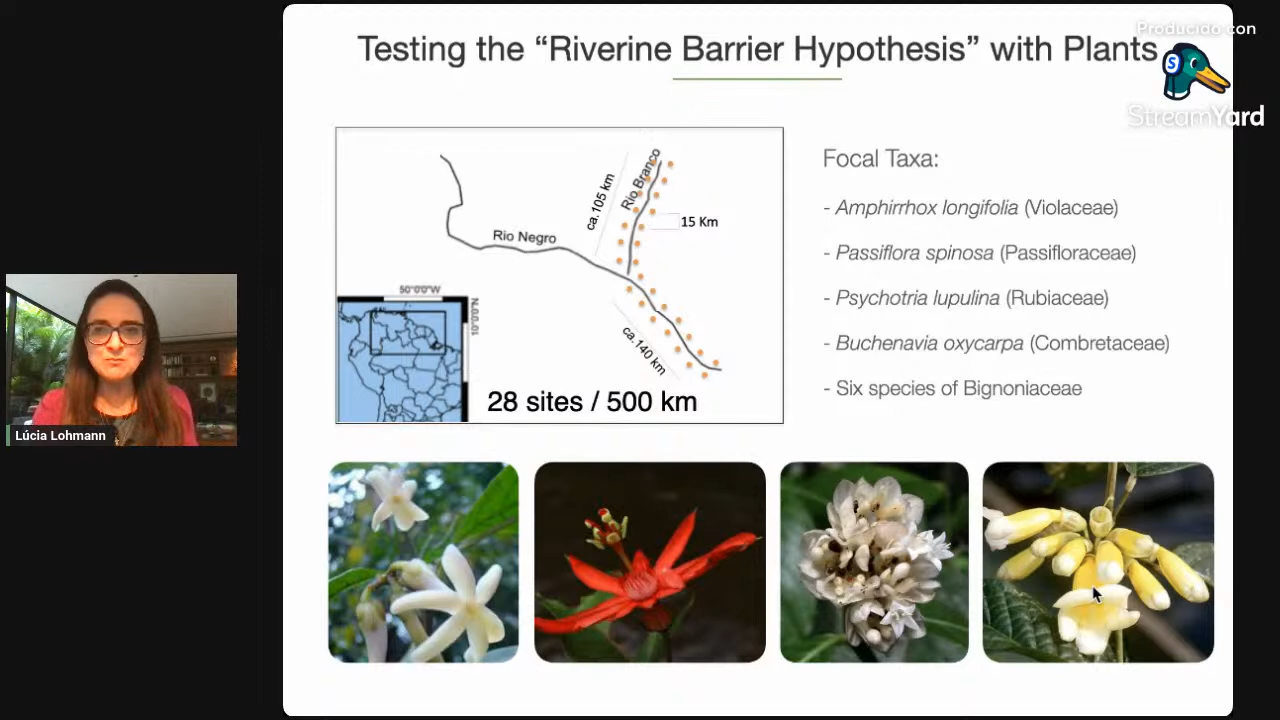 Testing the “Riverine Barrier Hypothesis” with Plants
Producido con
StreamYard
Rio Negro
Rio Branco
ca.105 km
15 Km
ca.140 km
50°0'0"W
10°0'0"N
28 sites / 500 km
Focal Taxa:
- Amphirrhox longifolia (Violaceae)
- Passiflora spinosa (Passifloraceae)
- Psychotria lupulina (Rubiaceae)
- Buchenavia oxycarpa (Combretaceae)
- Six species of Bignoniaceae
Lúcia Lohmann